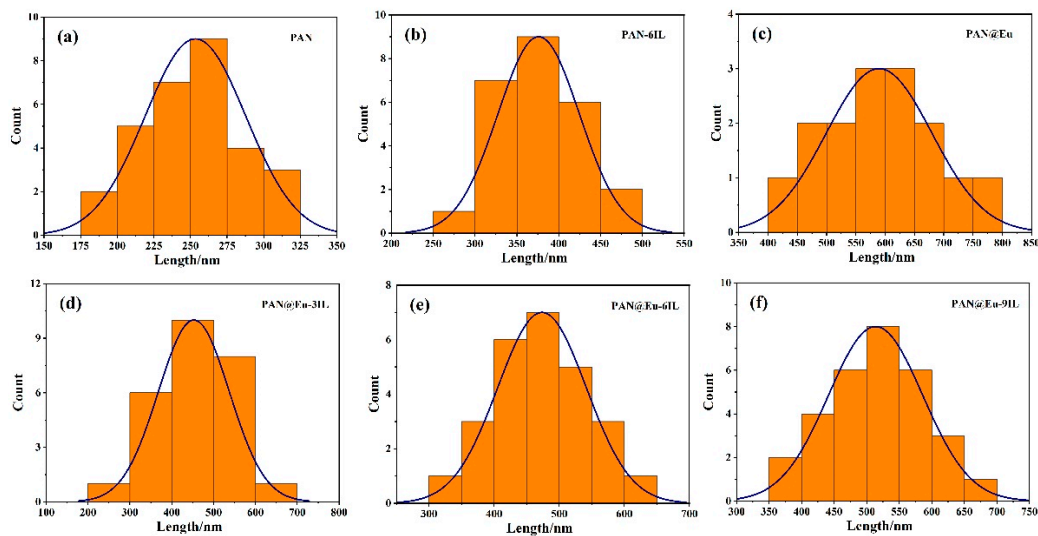 (a)
PAN
10
8
6
4
2
0
150 175 200 225 250 275 300 325 350
Count
Length/nm
(b)
PAN-6IL
10
8
6
4
2
0
200 250 300 350 400 450 500 550
Count
Length/nm
(c)
PAN@Eu
4
3
2
1
0
350 400 450 500 550 600 650 700 750 800 850
Count
Length/nm
(d)
PAN@Eu-3IL
12
9
6
3
0
100 200 300 400 500 600 700 800
Count
Length/nm
(e)
PAN@Eu-6IL
8
7
6
5
4
3
2
1
0
300 400 500 600 700
Count
Length/nm
(f)
PAN@Eu-9IL
10
8
6
4
2
0
300 350 400 450 500 550 600 650 700 750
Count
Length/nm